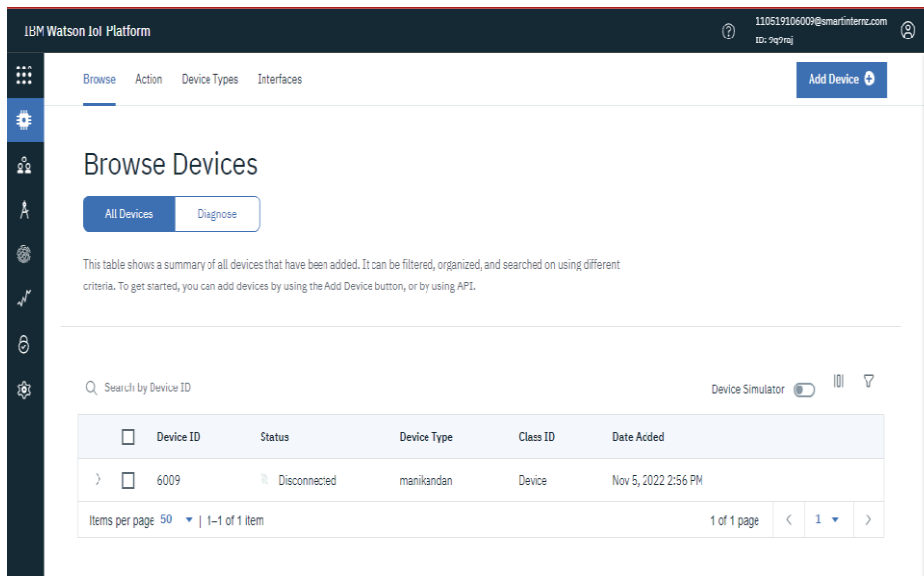 IBM Watson IoT Platform
110519106009@smartinternz.com
ID: 9q9raj
Browse Action Device Types Interfaces
Add Device
Browse Devices
All Devices Diagnose
This table shows a summary of all devices that have been added. It can be filtered, organized, and searched on using different
criteria. To get started, you can add devices by using the Add Device button, or by using API.
Search by Device ID
Device Simulator
Device ID Status Device Type Class ID Date Added
6009 Disconnected manikandan Device Nov 5, 2022 2:56 PM
Items per page 50 | 1–1 of 1 item 1 of 1 page 1